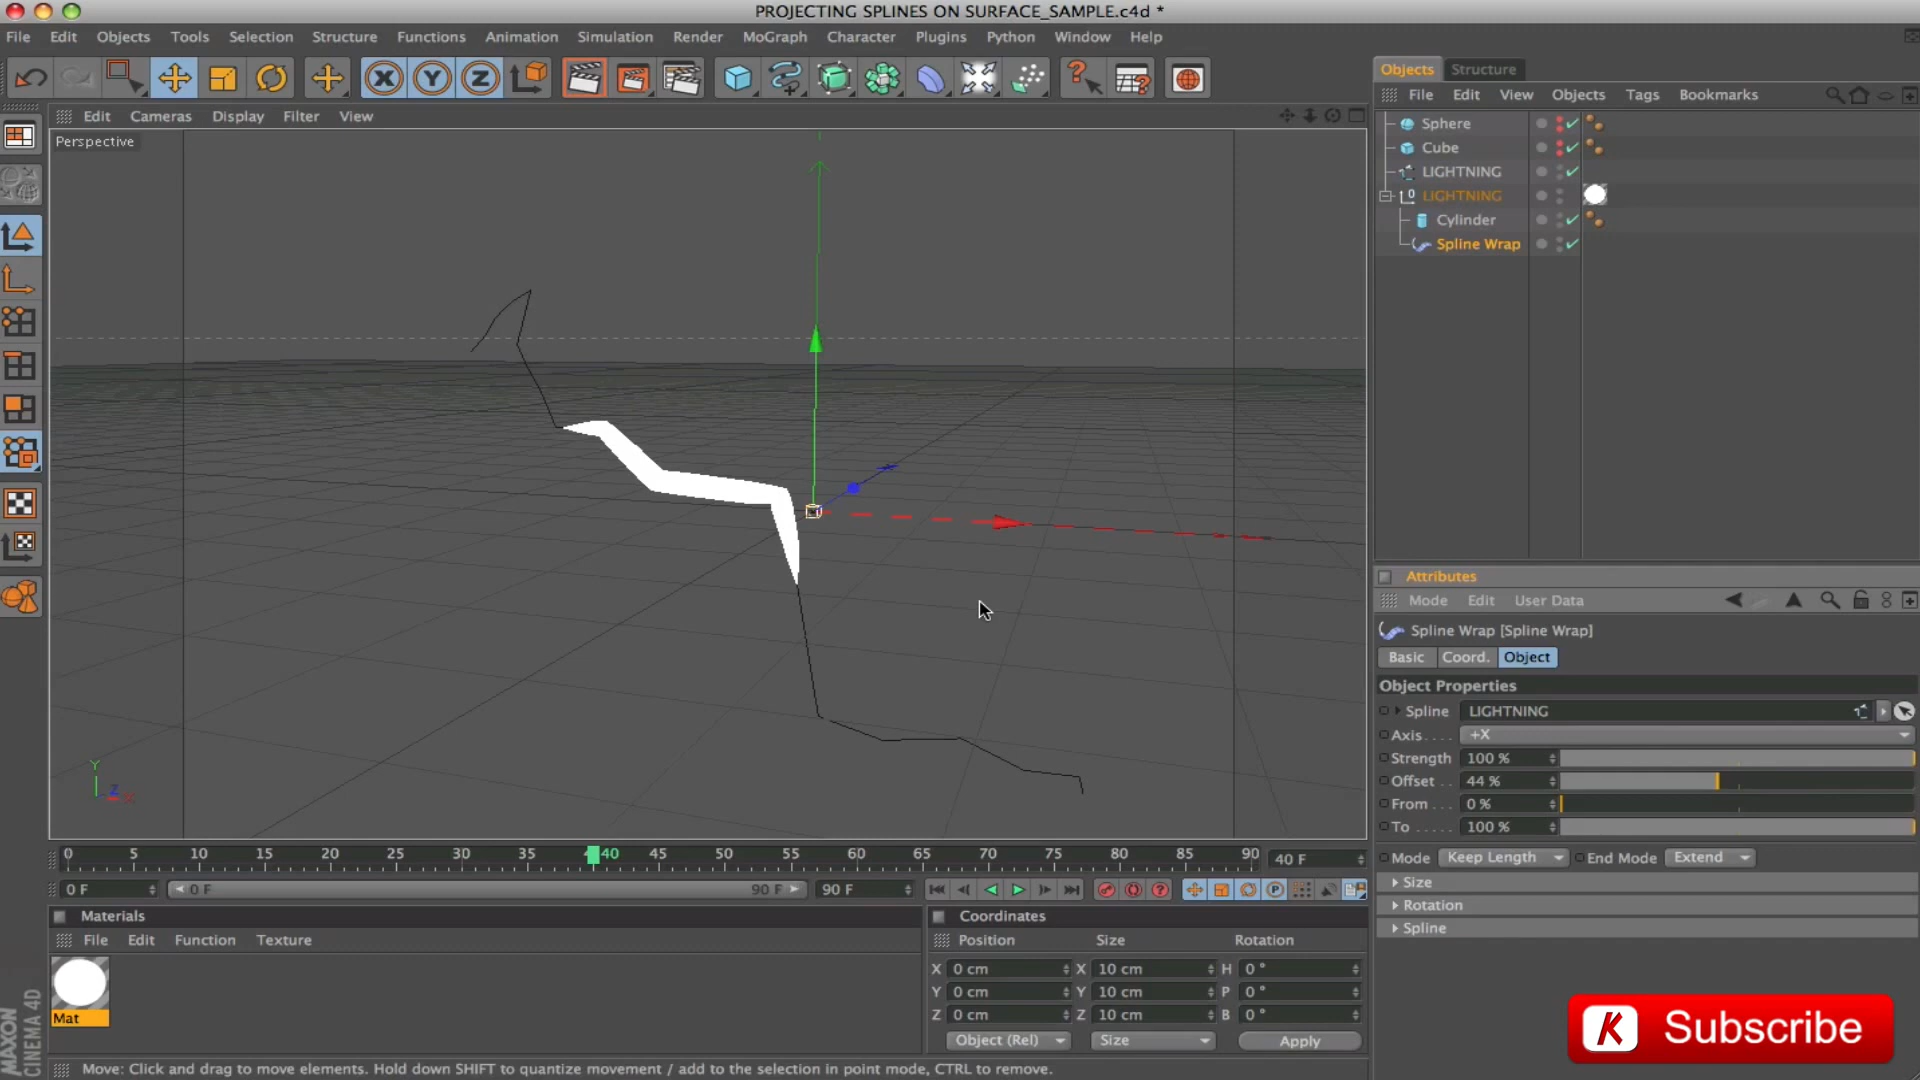 PROJECTING SPLINES ON SURFACE_SAMPLE.c4d *
File Edit Objects Tools Selection Structure Functions Animation Simulation Render MoGraph Character Plugins Python Window Help
X Y Z
Edit Cameras Display Filter View
Perspective
Y
Z X
0 5 10 15 20 25 30 35 40 45 50 55 60 65 70 75 80 85 90 40 F
0 F 0 F 90 F 90 F
Materials
File Edit Function Texture
Mat
MAXON
CINEMA 4D
Coordinates
Position Size Rotation
X 0 cm X 10 cm H 0 °
Y 0 cm Y 10 cm P 0 °
Z 0 cm Z 10 cm B 0 °
Object (Rel) Size Apply
Move: Click and drag to move elements. Hold down SHIFT to quantize movement / add to the selection in point mode, CTRL to remove.
Objects Structure
File Edit View Objects Tags Bookmarks
Sphere
Cube
LIGHTNING
LIGHTNING
Cylinder
Spline Wrap
Attributes
Mode Edit User Data
Spline Wrap [Spline Wrap]
Basic Coord. Object
Object Properties
Spline LIGHTNING
Axis . . . . +X
Strength 100 %
Offset . . 44 %
From . . . 0 %
To . . . . . 100 %
Mode Keep Length End Mode Extend
Size
Rotation
Spline
K Subscribe